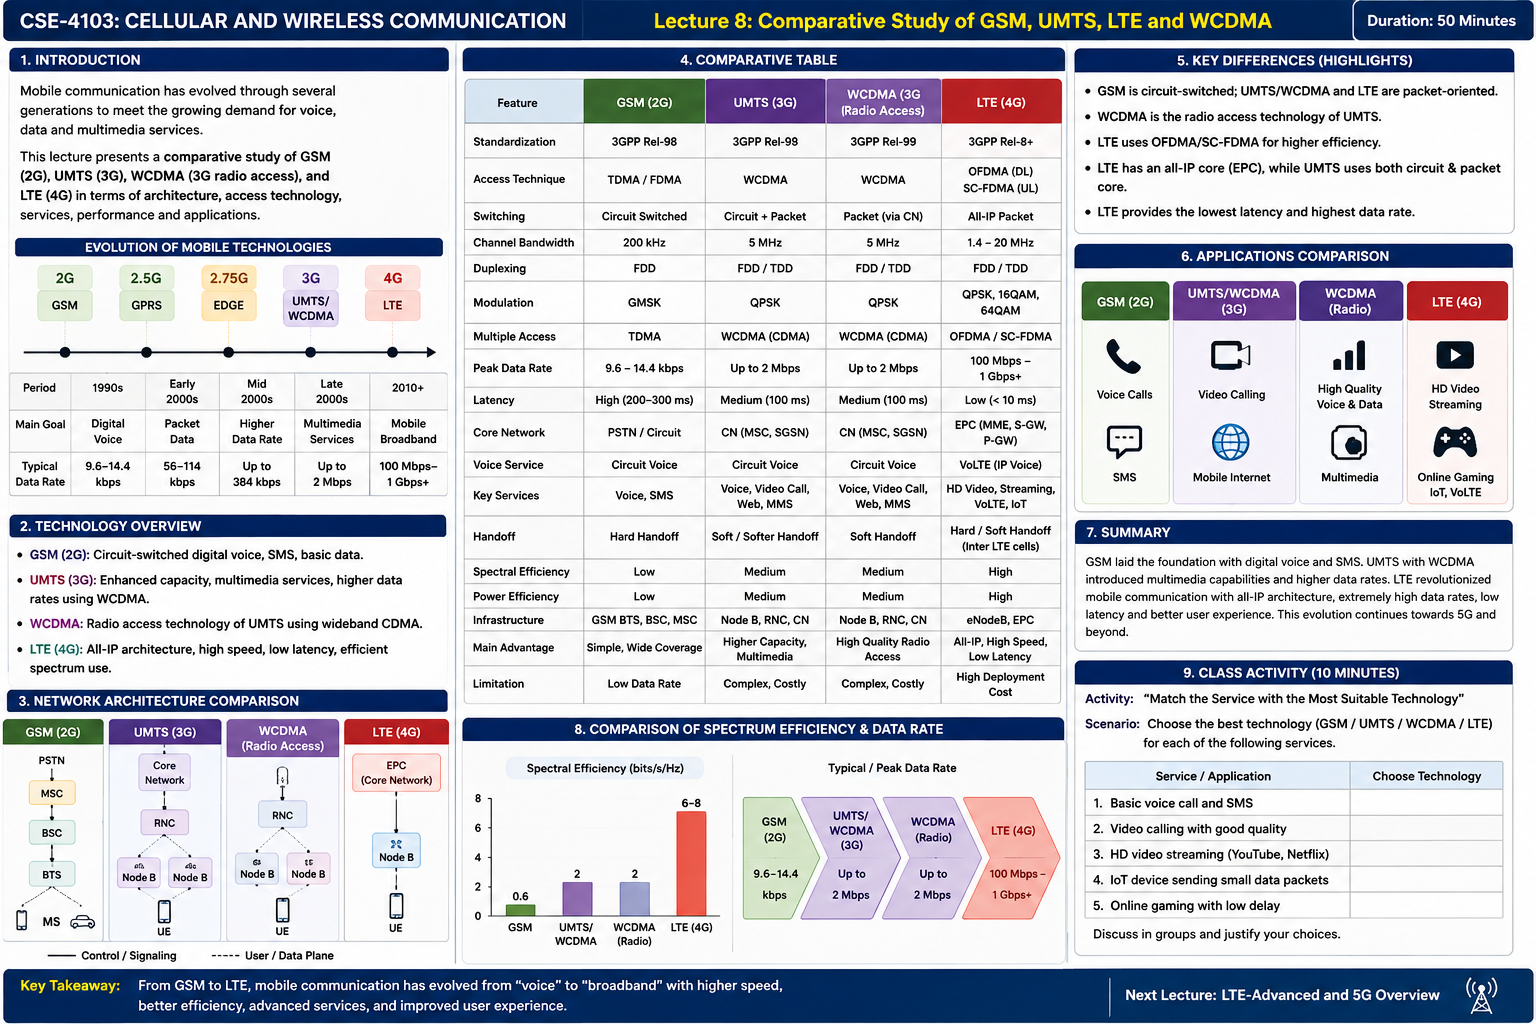 CSE-4103: CELLULAR AND WIRELESS COMMUNICATION
Lecture 8: Comparative Study of GSM, UMTS, LTE and WCDMA
Duration: 50 Minutes
1. INTRODUCTION
Mobile communication has evolved through several
generations to meet the growing demand for voice,
data and multimedia services.
This lecture presents a comparative study of GSM
(2G), UMTS (3G), WCDMA (3G radio access), and
LTE (4G) in terms of architecture, access technology,
services, performance and applications.
EVOLUTION OF MOBILE TECHNOLOGIES
2G 2.5G 2.75G 3G 4G
GSM GPRS EDGE UMTS/ WCDMA LTE
Period 1990s Early 2000s Mid 2000s Late 2000s 2010+
Main Goal Digital Voice Packet Data Higher Data Rate Multimedia Services Mobile Broadband
Typical Data Rate 9.6–14.4 kbps 56–114 kbps Up to 384 kbps Up to 2 Mbps 100 Mbps– 1 Gbps+
2. TECHNOLOGY OVERVIEW
• GSM (2G): Circuit-switched digital voice, SMS, basic data.
• UMTS (3G): Enhanced capacity, multimedia services, higher data
rates using WCDMA.
• WCDMA: Radio access technology of UMTS using wideband CDMA.
• LTE (4G): All-IP architecture, high speed, low latency, efficient
spectrum use.
3. NETWORK ARCHITECTURE COMPARISON
GSM (2G)
PSTN
MSC
BSC
BTS
MS
UMTS (3G)
Core
Network
RNC
Node B Node B
UE
WCDMA
(Radio Access)
RNC
Node B Node B
UE
LTE (4G)
EPC
(Core Network)
Node B
UE
Control / Signaling User / Data Plane
4. COMPARATIVE TABLE
Feature GSM (2G) UMTS (3G) WCDMA (3G (Radio Access) LTE (4G)
Standardization 3GPP Rel-98 3GPP Rel-99 3GPP Rel-99 3GPP Rel-8+
Access Technique TDMA / FDMA WCDMA WCDMA OFDMA (DL) SC-FDMA (UL)
Switching Circuit Switched Circuit + Packet Packet (via CN) All-IP Packet
Channel Bandwidth 200 kHz 5 MHz 5 MHz 1.4 – 20 MHz
Duplexing FDD FDD / TDD FDD / TDD FDD / TDD
Modulation GMSK QPSK QPSK QPSK, 16QAM, 64QAM
Multiple Access TDMA WCDMA (CDMA) WCDMA (CDMA) OFDMA / SC-FDMA
Peak Data Rate 9.6 – 14.4 kbps Up to 2 Mbps Up to 2 Mbps 100 Mbps – 1 Gbps+
Latency High (200–300 ms) Medium (100 ms) Medium (100 ms) Low (< 10 ms)
Core Network PSTN / Circuit CN (MSC, SGSN) CN (MSC, SGSN) EPC (MME, S-GW, P-GW)
Voice Service Circuit Voice Circuit Voice Circuit Voice VoLTE (IP Voice)
Key Services Voice, SMS Voice, Video Call, Web, MMS Voice, Video Call, Web, MMS HD Video, Streaming, VoLTE, IoT
Handoff Hard Handoff Soft / Softer Handoff Soft Handoff Hard / Soft Handoff (Inter LTE cells)
Spectral Efficiency Low Medium Medium High
Power Efficiency Low Medium Medium High
Infrastructure GSM BTS, BSC, MSC Node B, RNC, CN Node B, RNC, CN eNodeB, EPC
Main Advantage Simple, Wide Coverage Higher Capacity, Multimedia High Quality Radio Access All-IP, High Speed, Low Latency
Limitation Low Data Rate Complex, Costly Complex, Costly High Deployment Cost
8. COMPARISON OF SPECTRUM EFFICIENCY & DATA RATE
Spectral Efficiency (bits/s/Hz)
8
6
4
2
0
0.6 2 2 6–8
GSM UMTS/ WCDMA WCDMA (Radio) LTE (4G)
Typical / Peak Data Rate
GSM (2G) UMTS/ WCDMA (3G) WCDMA (Radio) LTE (4G)
9.6–14.4 kbps Up to 2 Mbps Up to 2 Mbps 100 Mbps – 1 Gbps+
5. KEY DIFFERENCES (HIGHLIGHTS)
• GSM is circuit-switched; UMTS/WCDMA and LTE are packet-oriented.
• WCDMA is the radio access technology of UMTS.
• LTE uses OFDMA/SC-FDMA for higher efficiency.
• LTE has an all-IP core (EPC), while UMTS uses both circuit & packet
core.
• LTE provides the lowest latency and highest data rate.
6. APPLICATIONS COMPARISON
GSM (2G) UMTS/WCDMA (3G) WCDMA (Radio) LTE (4G)
Voice Calls Video Calling High Quality Voice & Data HD Video Streaming
SMS Mobile Internet Multimedia Online Gaming IoT, VoLTE
7. SUMMARY
GSM laid the foundation with digital voice and SMS. UMTS with WCDMA
introduced multimedia capabilities and higher data rates. LTE revolutionized
mobile communication with all-IP architecture, extremely high data rates, low
latency and better user experience. This evolution continues towards 5G and
beyond.
9. CLASS ACTIVITY (10 MINUTES)
Activity: “Match the Service with the Most Suitable Technology”
Scenario: Choose the best technology (GSM / UMTS / WCDMA / LTE)
for each of the following services.
Service / Application Choose Technology
1. Basic voice call and SMS
2. Video calling with good quality
3. HD video streaming (YouTube, Netflix)
4. IoT device sending small data packets
5. Online gaming with low delay
Discuss in groups and justify your choices.
Key Takeaway: From GSM to LTE, mobile communication has evolved from “voice” to “broadband” with higher speed,
better efficiency, advanced services, and improved user experience.
Next Lecture: LTE-Advanced and 5G Overview